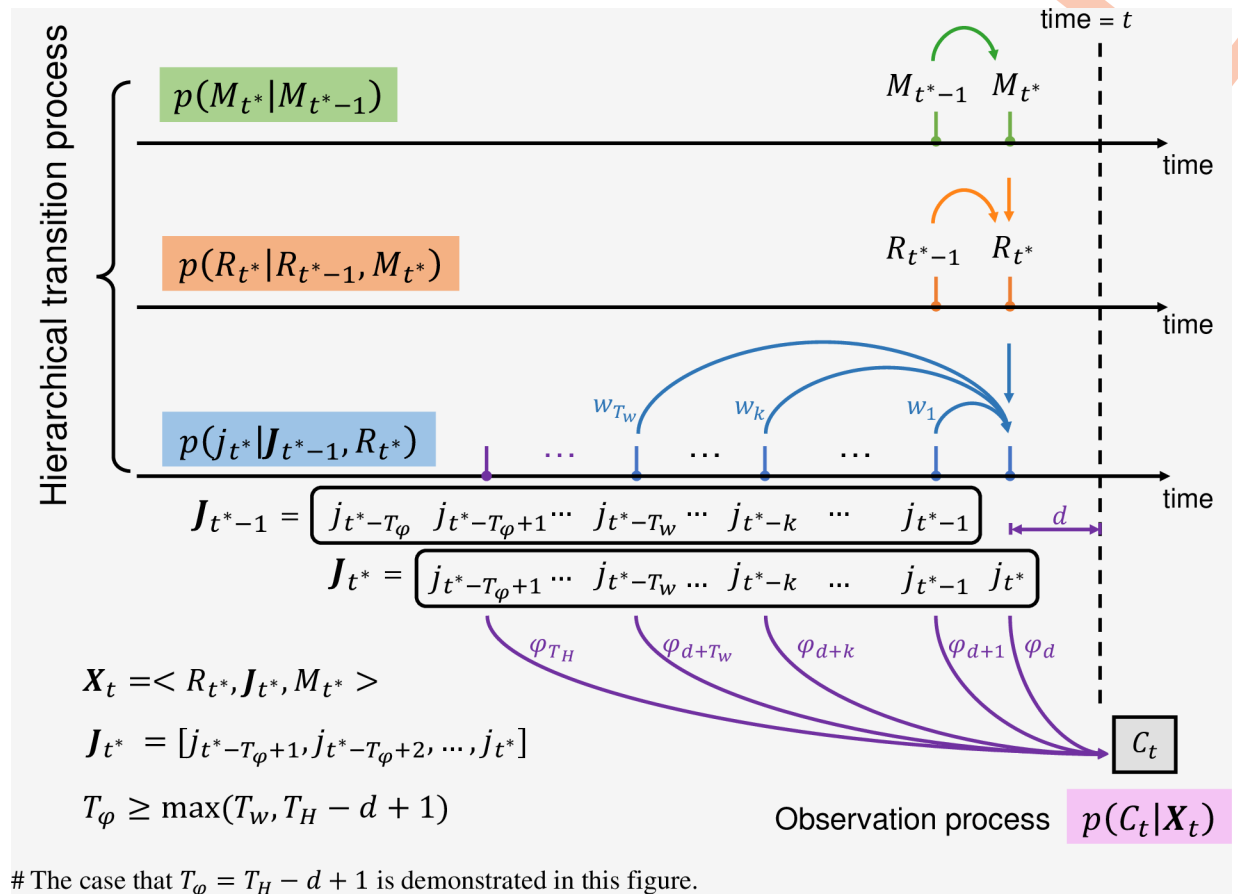 time = t
Hierarchical transition process
p(M_{t*}|M_{t*−1})
M_{t*−1} M_{t*}
time
p(R_{t*}|R_{t*−1}, M_{t*})
R_{t*−1} R_{t*}
time
w_{T_w} w_k w_1
p(j_{t*}|J_{t*−1}, R_{t*})
... ... ...
time
J_{t*−1} = j_{t*−T_φ} j_{t*−T_φ+1} ... j_{t*−T_w} ... j_{t*−k} ... j_{t*−1}
d
J_{t*} = j_{t*−T_φ+1} ... j_{t*−T_w} ... j_{t*−k} ... j_{t*−1} j_{t*}
φ_{T_H} φ_{d+T_w} φ_{d+k} φ_{d+1} φ_d
X_t =< R_{t*}, J_{t*}, M_{t*} >
J_{t*} = [j_{t*−T_φ+1}, j_{t*−T_φ+2}, ..., j_{t*}]
C_t
T_φ ≥ max(T_w, T_H − d + 1)
Observation process p(C_t|X_t)
# The case that T_φ = T_H − d + 1 is demonstrated in this figure.